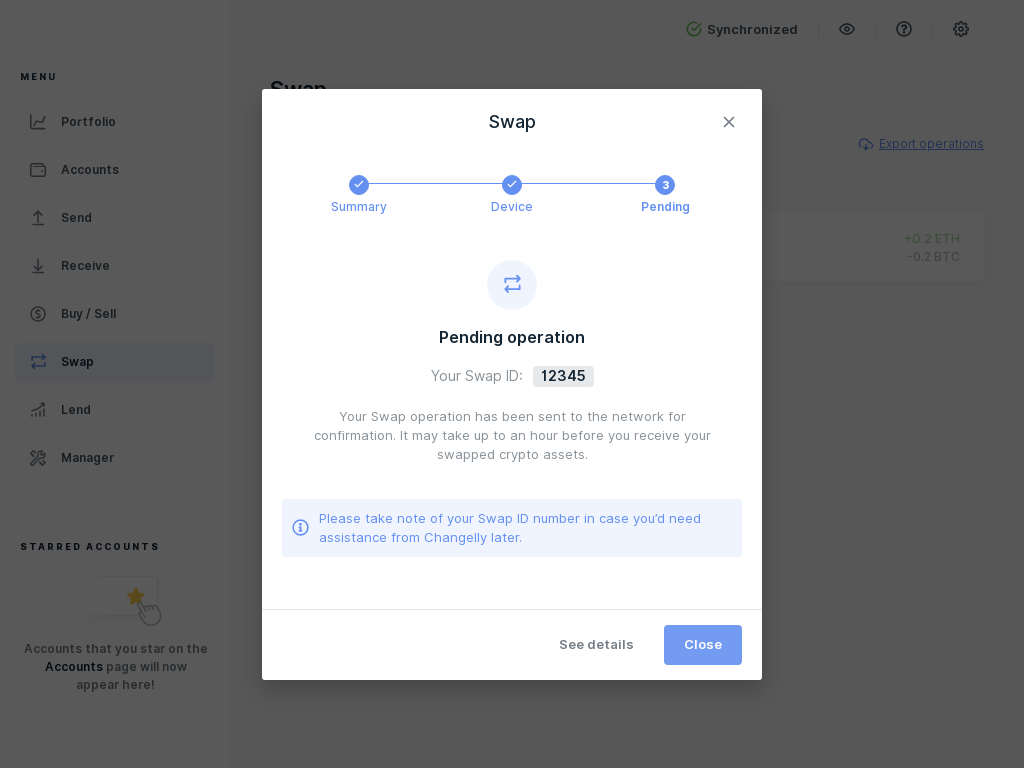 Synchronized
MENU
Portfolio
Accounts
Send
Receive
Buy / Sell
Swap
Lend
Manager
STARRED ACCOUNTS
Accounts that you star on the
Accounts page will now
appear here!
Swap
Export operations
+0.2 ETH
-0.2 BTC
Swap
Summary
Device
3
Pending
Pending operation
Your Swap ID: 12345
Your Swap operation has been sent to the network for
confirmation. It may take up to an hour before you receive your
swapped crypto assets.
Please take note of your Swap ID number in case you’d need
assistance from Changelly later.
See details
Close